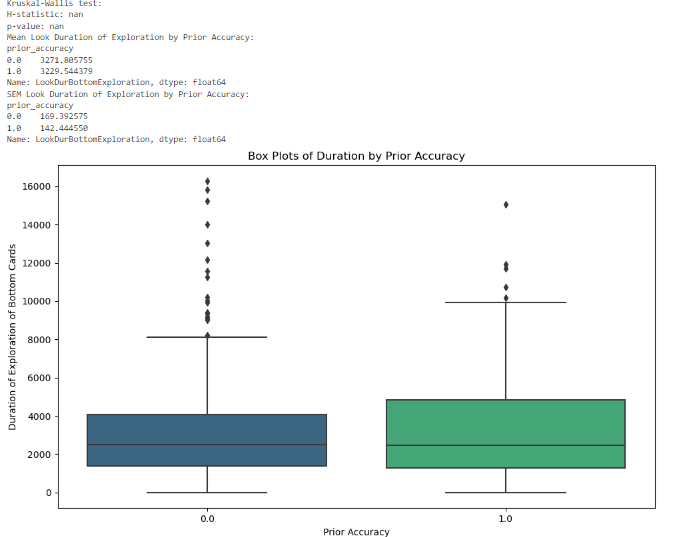 Kruskal-Wallis test:
H-statistic: nan
p-value: nan
Mean Look Duration of Exploration by Prior Accuracy:
prior_accuracy
0.0    3271.805755
1.0    3229.544379
Name: LookDurBottomExploration, dtype: float64
SEM Look Duration of Exploration by Prior Accuracy:
prior_accuracy
0.0    169.392575
1.0    142.444550
Name: LookDurBottomExploration, dtype: float64
Box Plots of Duration by Prior Accuracy
Duration of Exploration of Bottom Cards
16000
14000
12000
10000
8000
6000
4000
2000
0
0.0
1.0
Prior Accuracy